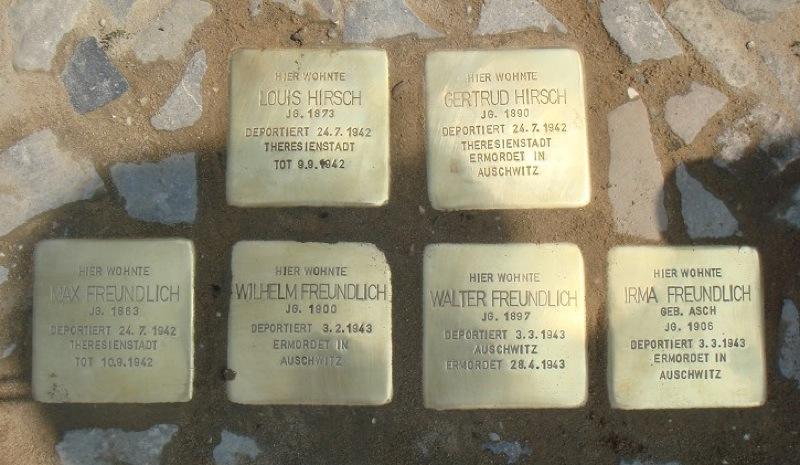 HIER WOHNTE
LOUIS HIRSCH
JG. 1873
DEPORTIERT 24.7.1942
THERESIENSTADT
TOT 9.9.1942
HIER WOHNTE
GERTRUD HIRSCH
JG. 1890
DEPORTIERT 24.7.1942
THERESIENSTADT
ERMORDET IN
AUSCHWITZ
HIER WOHNTE
MAX FREUNDLICH
JG. 1863
DEPORTIERT 24.7.1942
THERESIENSTADT
TOT 10.9.1942
HIER WOHNTE
WILHELM FREUNDLICH
JG. 1900
DEPORTIERT 3.2.1943
ERMORDET IN
AUSCHWITZ
HIER WOHNTE
WALTER FREUNDLICH
JG. 1897
DEPORTIERT 3.3.1943
AUSCHWITZ
ERMORDET 28.4.1943
HIER WOHNTE
IRMA FREUNDLICH
GEB. ASCH
JG. 1906
DEPORTIERT 3.3.1943
ERMORDET IN
AUSCHWITZ